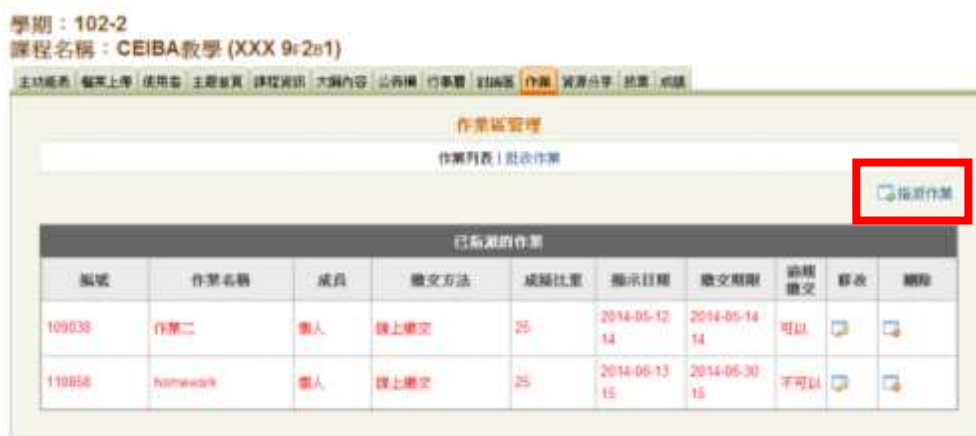 學期：102-2
課程名稱：CEIBA教學 (XXX 9F2B1)
主功能表 檔案上傳 使用者 主題首頁 課程資訊 大綱內容 公佈欄 行事曆 討論區 作業 資源分享 投票 成績
作業區管理
作業列表 | 批改作業
指派作業
已指派的作業
編號 作業名稱 成員 繳交方法 成績比重 揭示日期 繳交期限 逾期繳交 修改 刪除
109038 作業二 個人 線上繳交 25 2014-05-12 14 2014-05-14 14 可以
110858 homework 個人 線上繳交 25 2014-06-13 15 2014-06-30 15 不可以